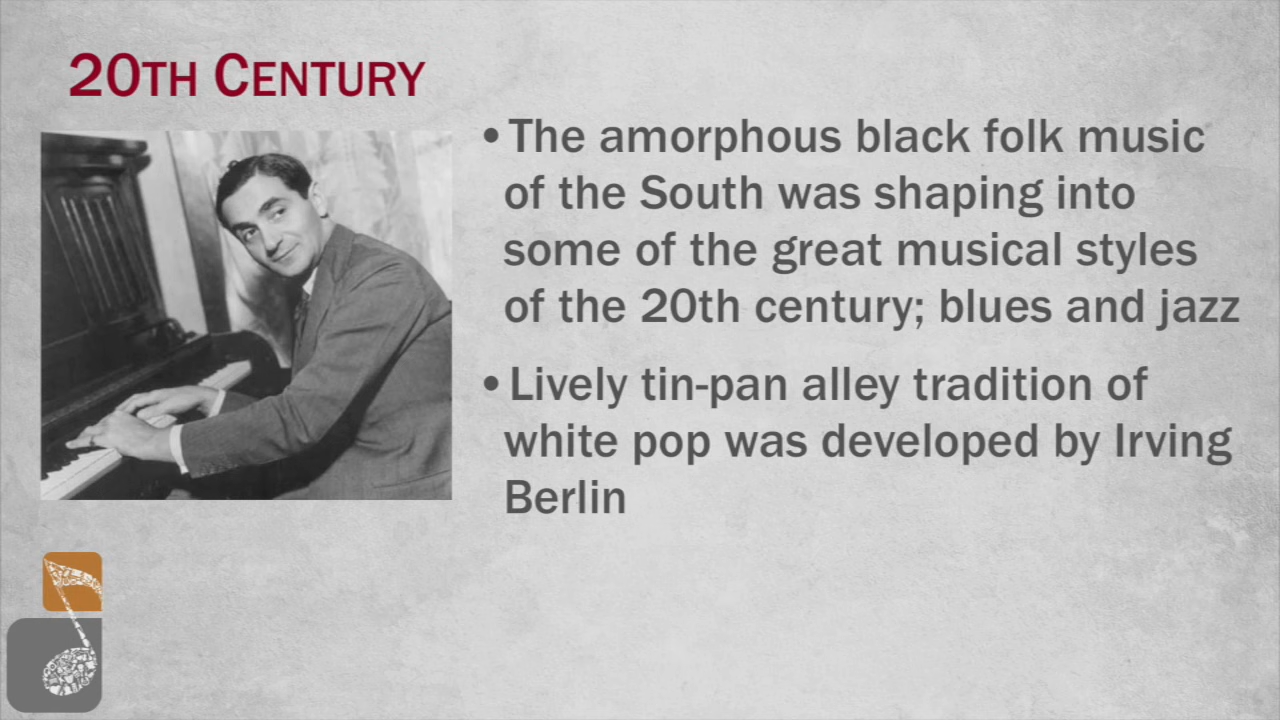 20TH CENTURY
•The amorphous black folk music
of the South was shaping into
some of the great musical styles
of the 20th century; blues and jazz
•Lively tin-pan alley tradition of
white pop was developed by Irving
Berlin